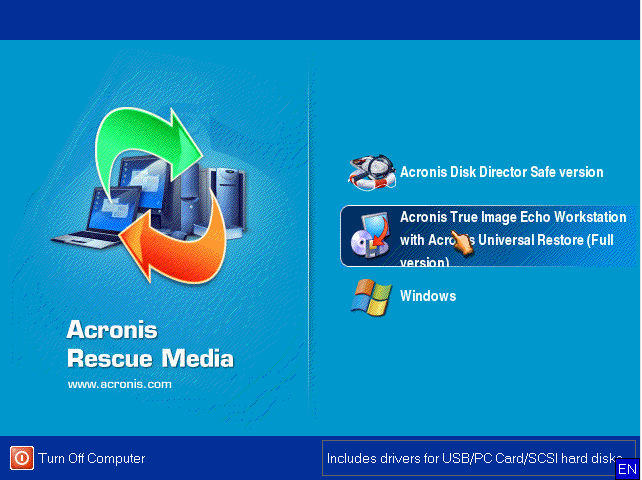 Acronis Disk Director Safe version
Acronis True Image Echo Workstation
with Acronis Universal Restore (Full
version)
Windows
Acronis
Rescue Media
www.acronis.com
Turn Off Computer
Includes drivers for USB/PC Card/SCSI hard disks
EN